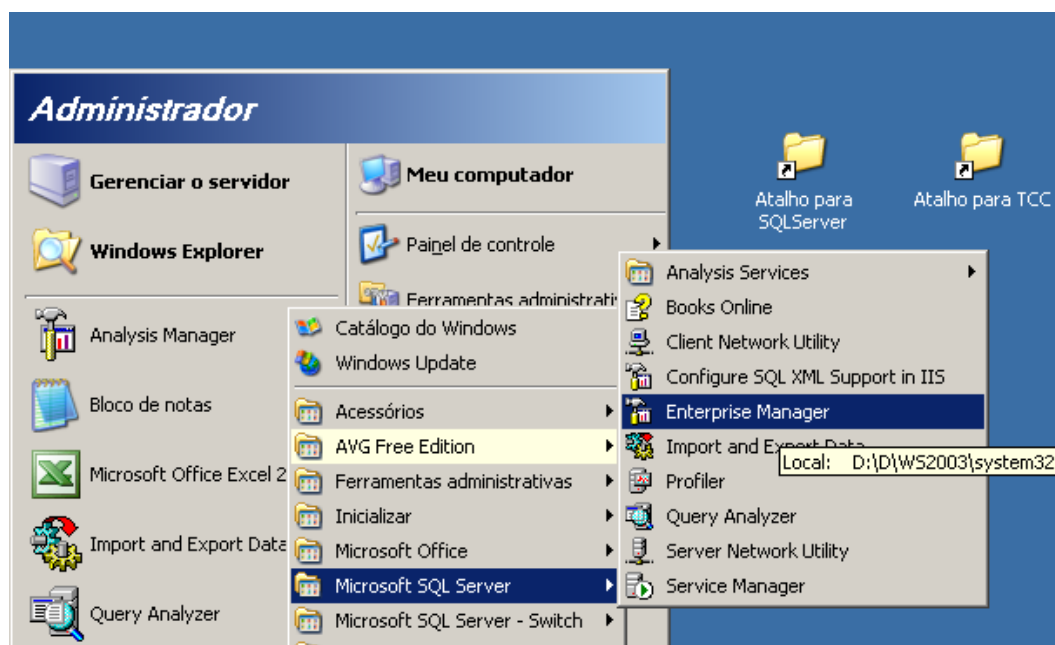 Administrador
Gerenciar o servidor
Windows Explorer
Analysis Manager
Bloco de notas
Microsoft Office Excel 2
Import and Export Data
Query Analyzer
Meu computador
Painel de controle
Ferramentas administrati
Catálogo do Windows
Windows Update
Acessórios
AVG Free Edition
Ferramentas administrativas
Inicializar
Microsoft Office
Microsoft SQL Server
Microsoft SQL Server - Switch
Analysis Services
Books Online
Client Network Utility
Configure SQL XML Support in IIS
Enterprise Manager
Import and Export Data
Local: D:\D\WS2003\system32
Profiler
Query Analyzer
Server Network Utility
Service Manager
Atalho para
SQLServer
Atalho para TCC